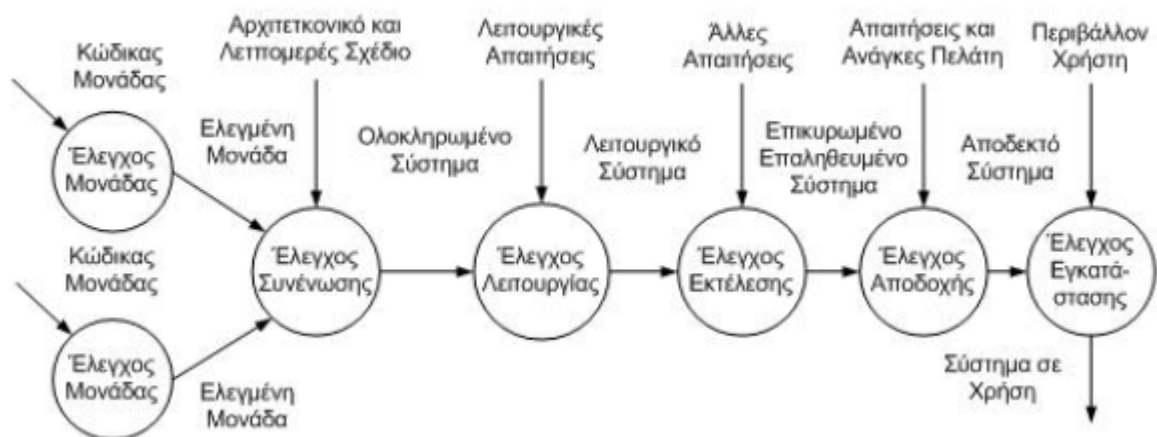 Κώδικας
Μονάδας
Αρχιτετκονικό και
Λεπτομερές Σχέδιο
Λειτουργικές
Απαιτήσεις
Άλλες
Απαιτήσεις
Απαιτήσεις και
Ανάγκες Πελάτη
Περιβάλλον
Χρήστη
Έλεγχος
Μονάδας
Ελεγμένη
Μονάδα
Ολοκληρωμένο
Σύστημα
Λειτουργικό
Σύστημα
Επικυρωμένο
Επαληθευμένο
Σύστημα
Αποδεκτό
Σύστημα
Κώδικας
Μονάδας
Έλεγχος
Συνένωσης
Έλεγχος
Λειτουργίας
Έλεγχος
Εκτέλεσης
Έλεγχος
Αποδοχής
Έλεγχος
Εγκατά-
στασης
Έλεγχος
Μονάδας
Ελεγμένη
Μονάδα
Σύστημα σε
Χρήση